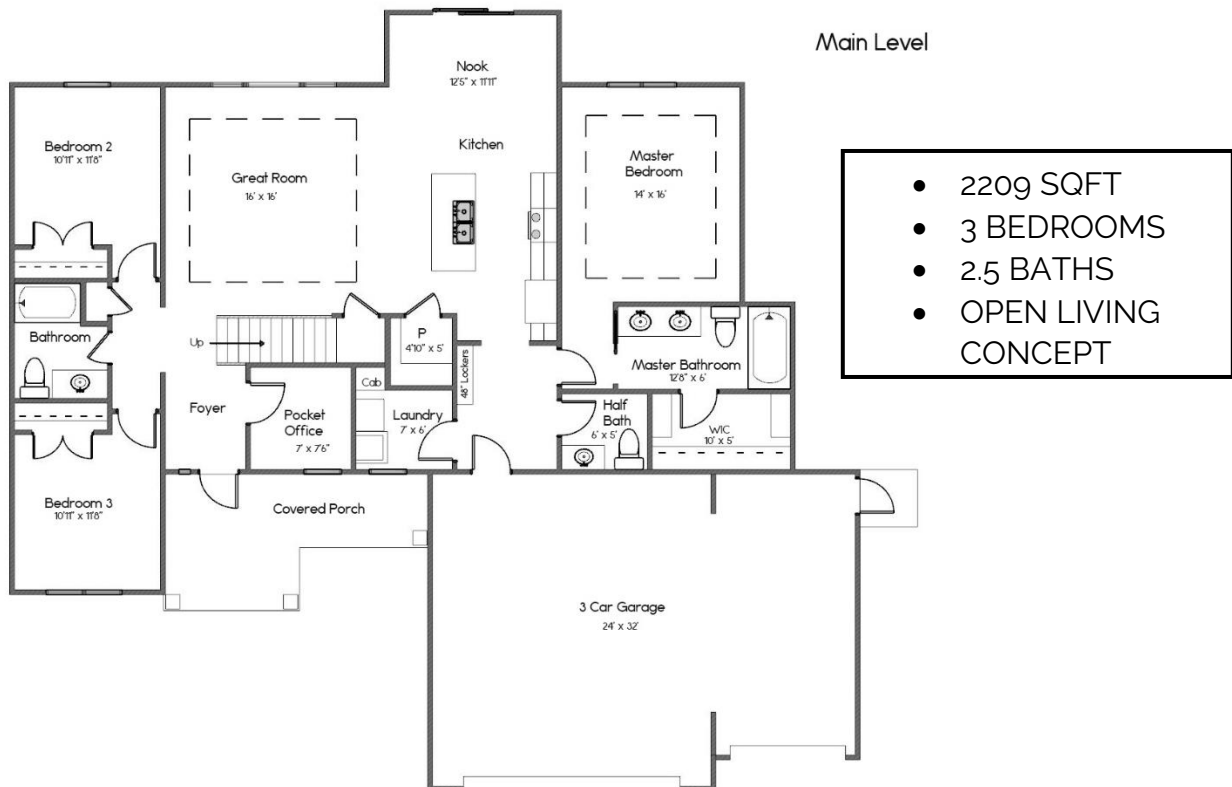 Main Level
Nook
12'5" x 11'11"
Bedroom 2
10'11" x 11'8"
Great Room
16' x 16'
Kitchen
Master
Bedroom
14' x 16'
• 2209 SQFT
• 3 BEDROOMS
• 2.5 BATHS
• OPEN LIVING
CONCEPT
Bathroom
Up
P
4'10" x 5'
48" Lockers
Master Bathroom
12'8" x 6'
Cab
Foyer
Pocket
Office
7' x 7'6"
Laundry
7' x 6'
Half
Bath
6' x 5'
WIC
10' x 5'
Bedroom 3
10'11" x 11'8"
Covered Porch
3 Car Garage
24' x 32'